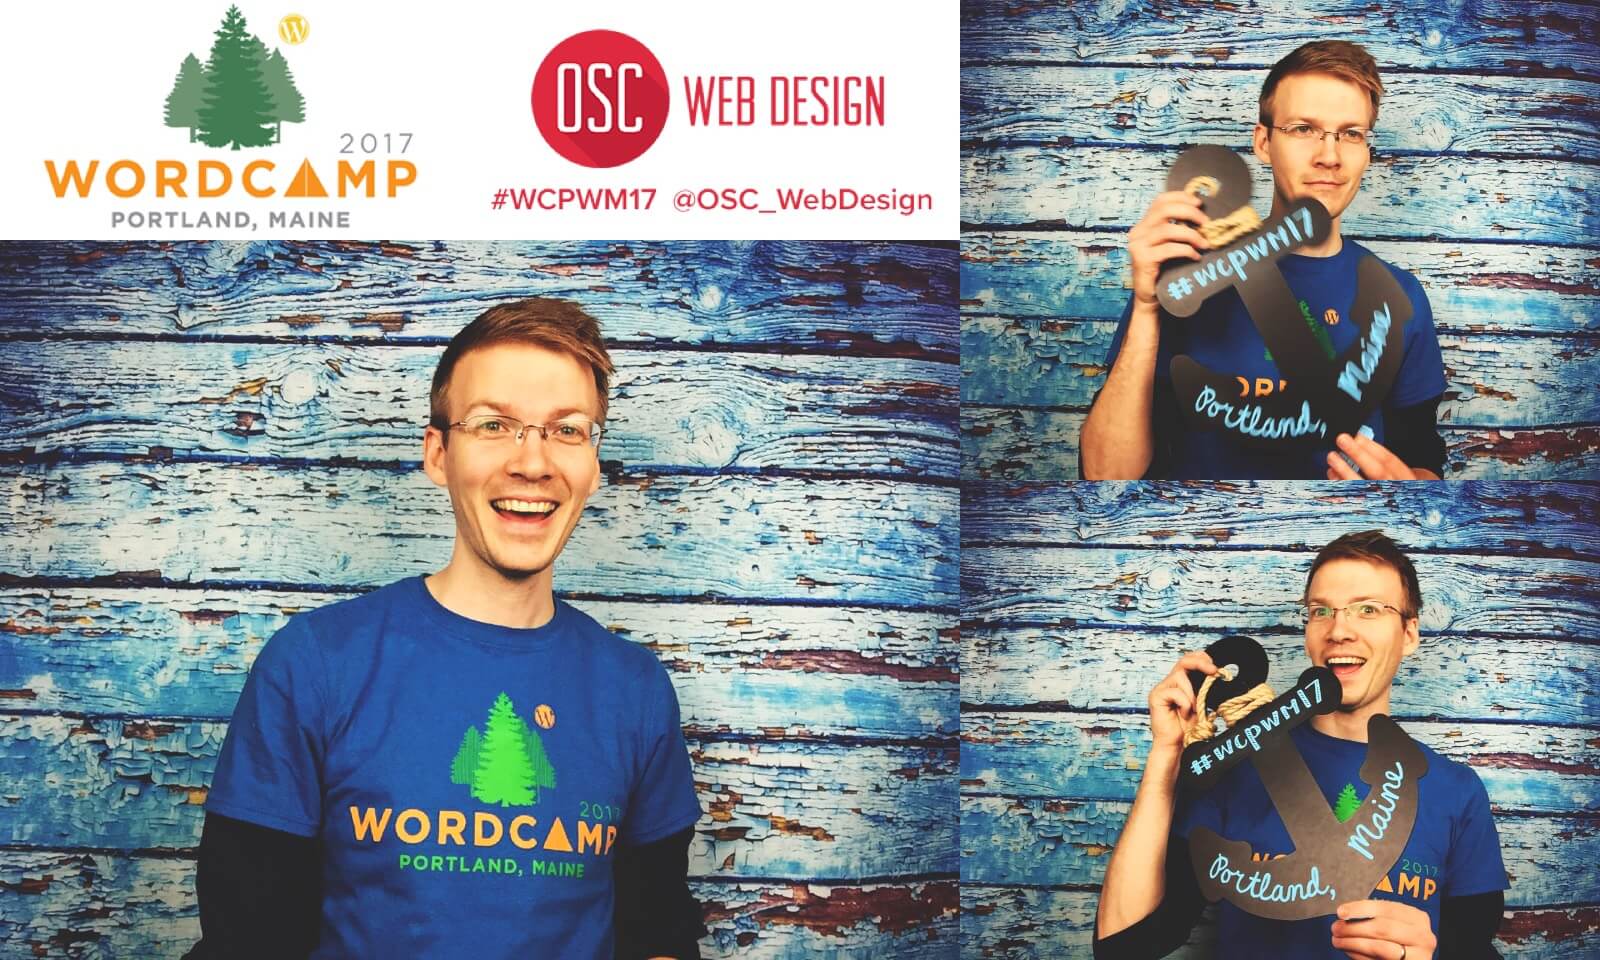 W
2017
WORDCAMP
PORTLAND, MAINE
OSC WEB DESIGN
#WCPWM17 @OSC_WebDesign
W
2017
WORDCAMP
PORTLAND, MAINE
#WCPWM17
W
Portland, Maine
#WCPWM17
2017
Portland, Maine